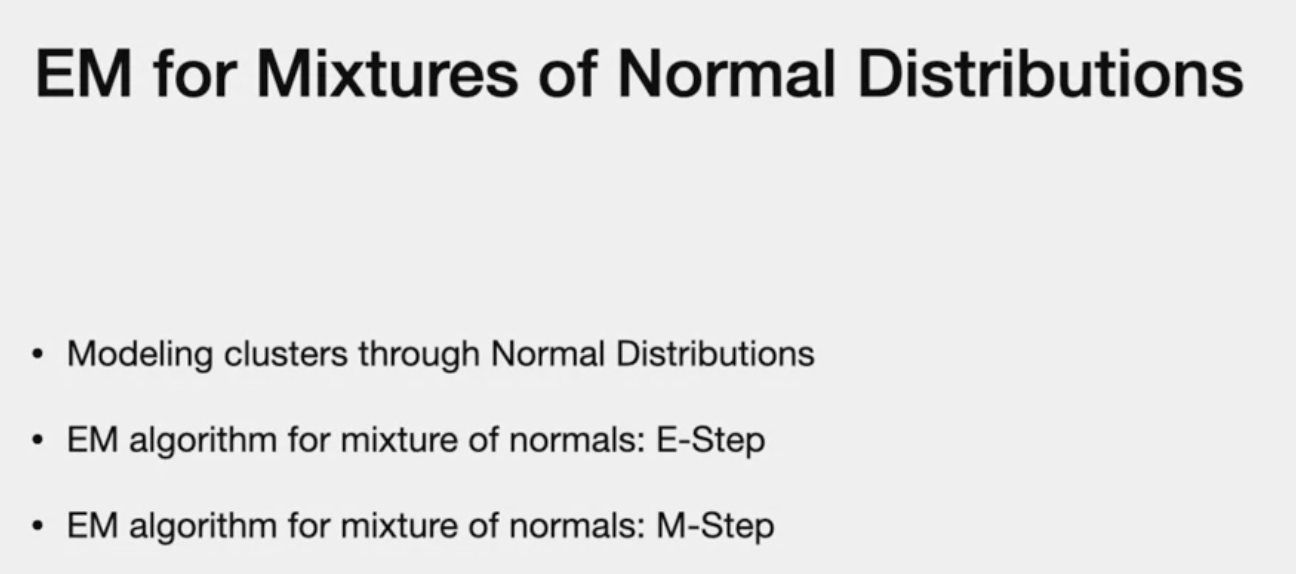 EM for Mixtures of Normal Distributions
• Modeling clusters through Normal Distributions
• EM algorithm for mixture of normals: E-Step
• EM algorithm for mixture of normals: M-Step